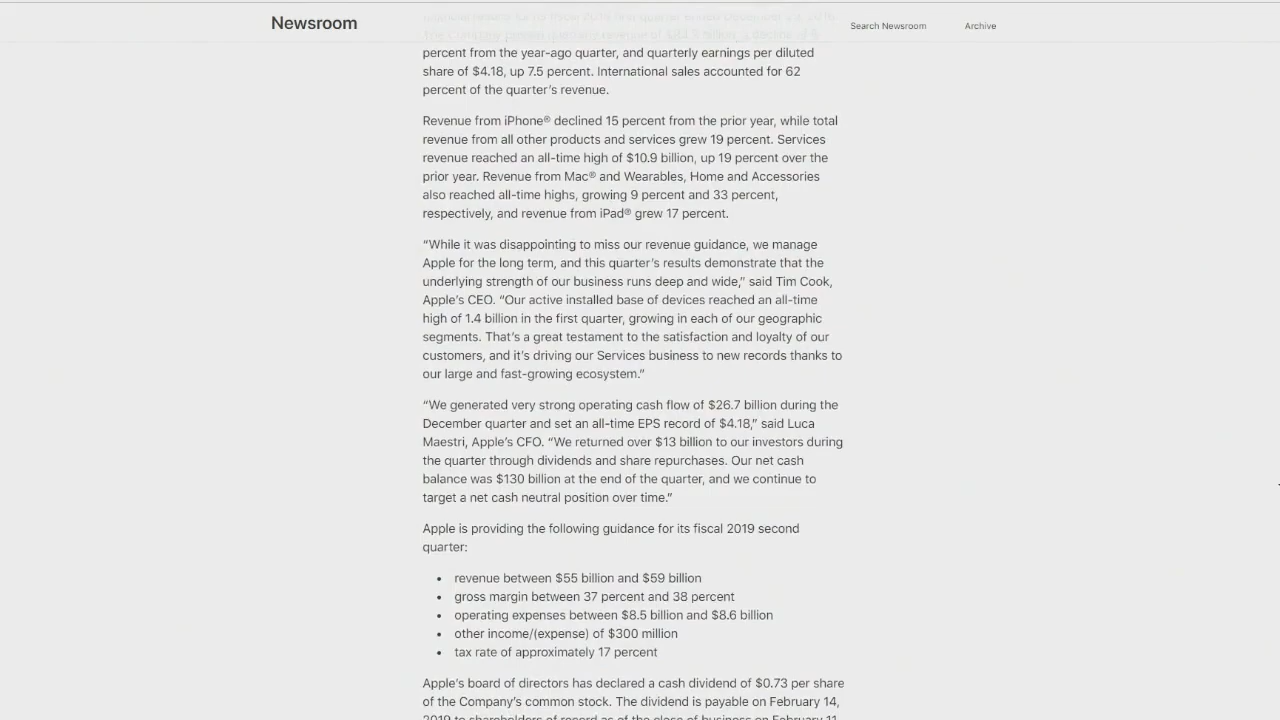 Newsroom
Search Newsroom
Archive
percent from the year-ago quarter, and quarterly earnings per diluted
share of $4.18, up 7.5 percent. International sales accounted for 62
percent of the quarter’s revenue.
Revenue from iPhone® declined 15 percent from the prior year, while total
revenue from all other products and services grew 19 percent. Services
revenue reached an all-time high of $10.9 billion, up 19 percent over the
prior year. Revenue from Mac® and Wearables, Home and Accessories
also reached all-time highs, growing 9 percent and 33 percent,
respectively, and revenue from iPad® grew 17 percent.
“While it was disappointing to miss our revenue guidance, we manage
Apple for the long term, and this quarter’s results demonstrate that the
underlying strength of our business runs deep and wide,” said Tim Cook,
Apple’s CEO. “Our active installed base of devices reached an all-time
high of 1.4 billion in the first quarter, growing in each of our geographic
segments. That’s a great testament to the satisfaction and loyalty of our
customers, and it’s driving our Services business to new records thanks to
our large and fast-growing ecosystem.”
“We generated very strong operating cash flow of $26.7 billion during the
December quarter and set an all-time EPS record of $4.18,” said Luca
Maestri, Apple’s CFO. “We returned over $13 billion to our investors during
the quarter through dividends and share repurchases. Our net cash
balance was $130 billion at the end of the quarter, and we continue to
target a net cash neutral position over time.”
Apple is providing the following guidance for its fiscal 2019 second
quarter:
• revenue between $55 billion and $59 billion
• gross margin between 37 percent and 38 percent
• operating expenses between $8.5 billion and $8.6 billion
• other income/(expense) of $300 million
• tax rate of approximately 17 percent
Apple’s board of directors has declared a cash dividend of $0.73 per share
of the Company’s common stock. The dividend is payable on February 14,
2019 to shareholders of record as of the close of business on February 11,